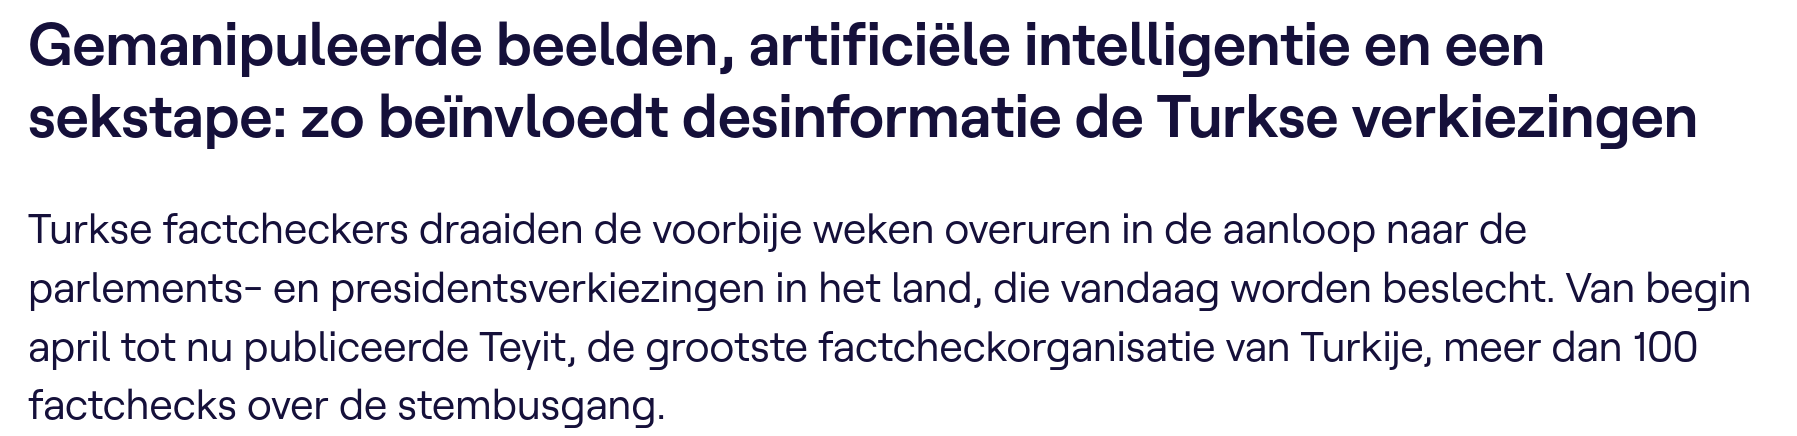 Gemanipuleerde beelden, artificiële intelligentie en een
sekstape: zo beïnvloedt desinformatie de Turkse verkiezingen
Turkse factcheckers draaiden de voorbije weken overuren in de aanloop naar de
parlements- en presidentsverkiezingen in het land, die vandaag worden beslecht. Van begin
april tot nu publiceerde Teyit, de grootste factcheckorganisatie van Turkije, meer dan 100
factchecks over de stembusgang.